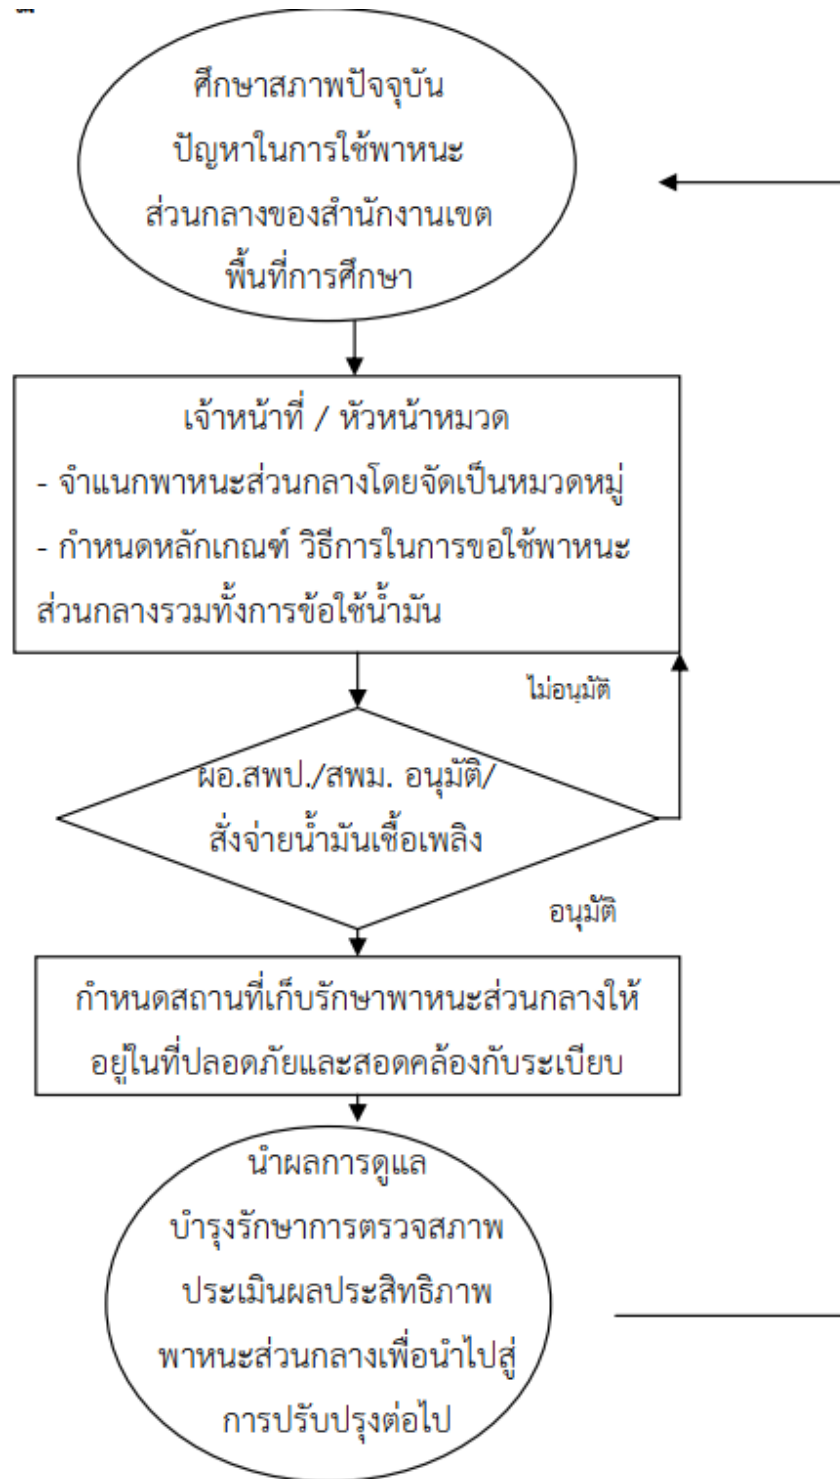 ศึกษาสภาพปัจจุบัน
ปัญหาในการใช้พาหนะ
ส่วนกลางของสำนักงานเขต
พื้นที่การศึกษา
เจ้าหน้าที่ / หัวหน้าหมวด
- จำแนกพาหนะส่วนกลางโดยจัดเป็นหมวดหมู่
- กำหนดหลักเกณฑ์ วิธีการในการขอใช้พาหนะ
ส่วนกลางรวมทั้งการข้อใช้น้ำมัน
ไม่อนุมัติ
ผอ.สพป./สพม. อนุมัติ/
สั่งจ่ายน้ำมันเชื้อเพลิง
อนุมัติ
กำหนดสถานที่เก็บรักษาพาหนะส่วนกลางให้
อยู่ในที่ปลอดภัยและสอดคล้องกับระเบียบ
นำผลการดูแล
บำรุงรักษาการตรวจสภาพ
ประเมินผลประสิทธิภาพ
พาหนะส่วนกลางเพื่อนำไปสู่
การปรับปรุงต่อไป